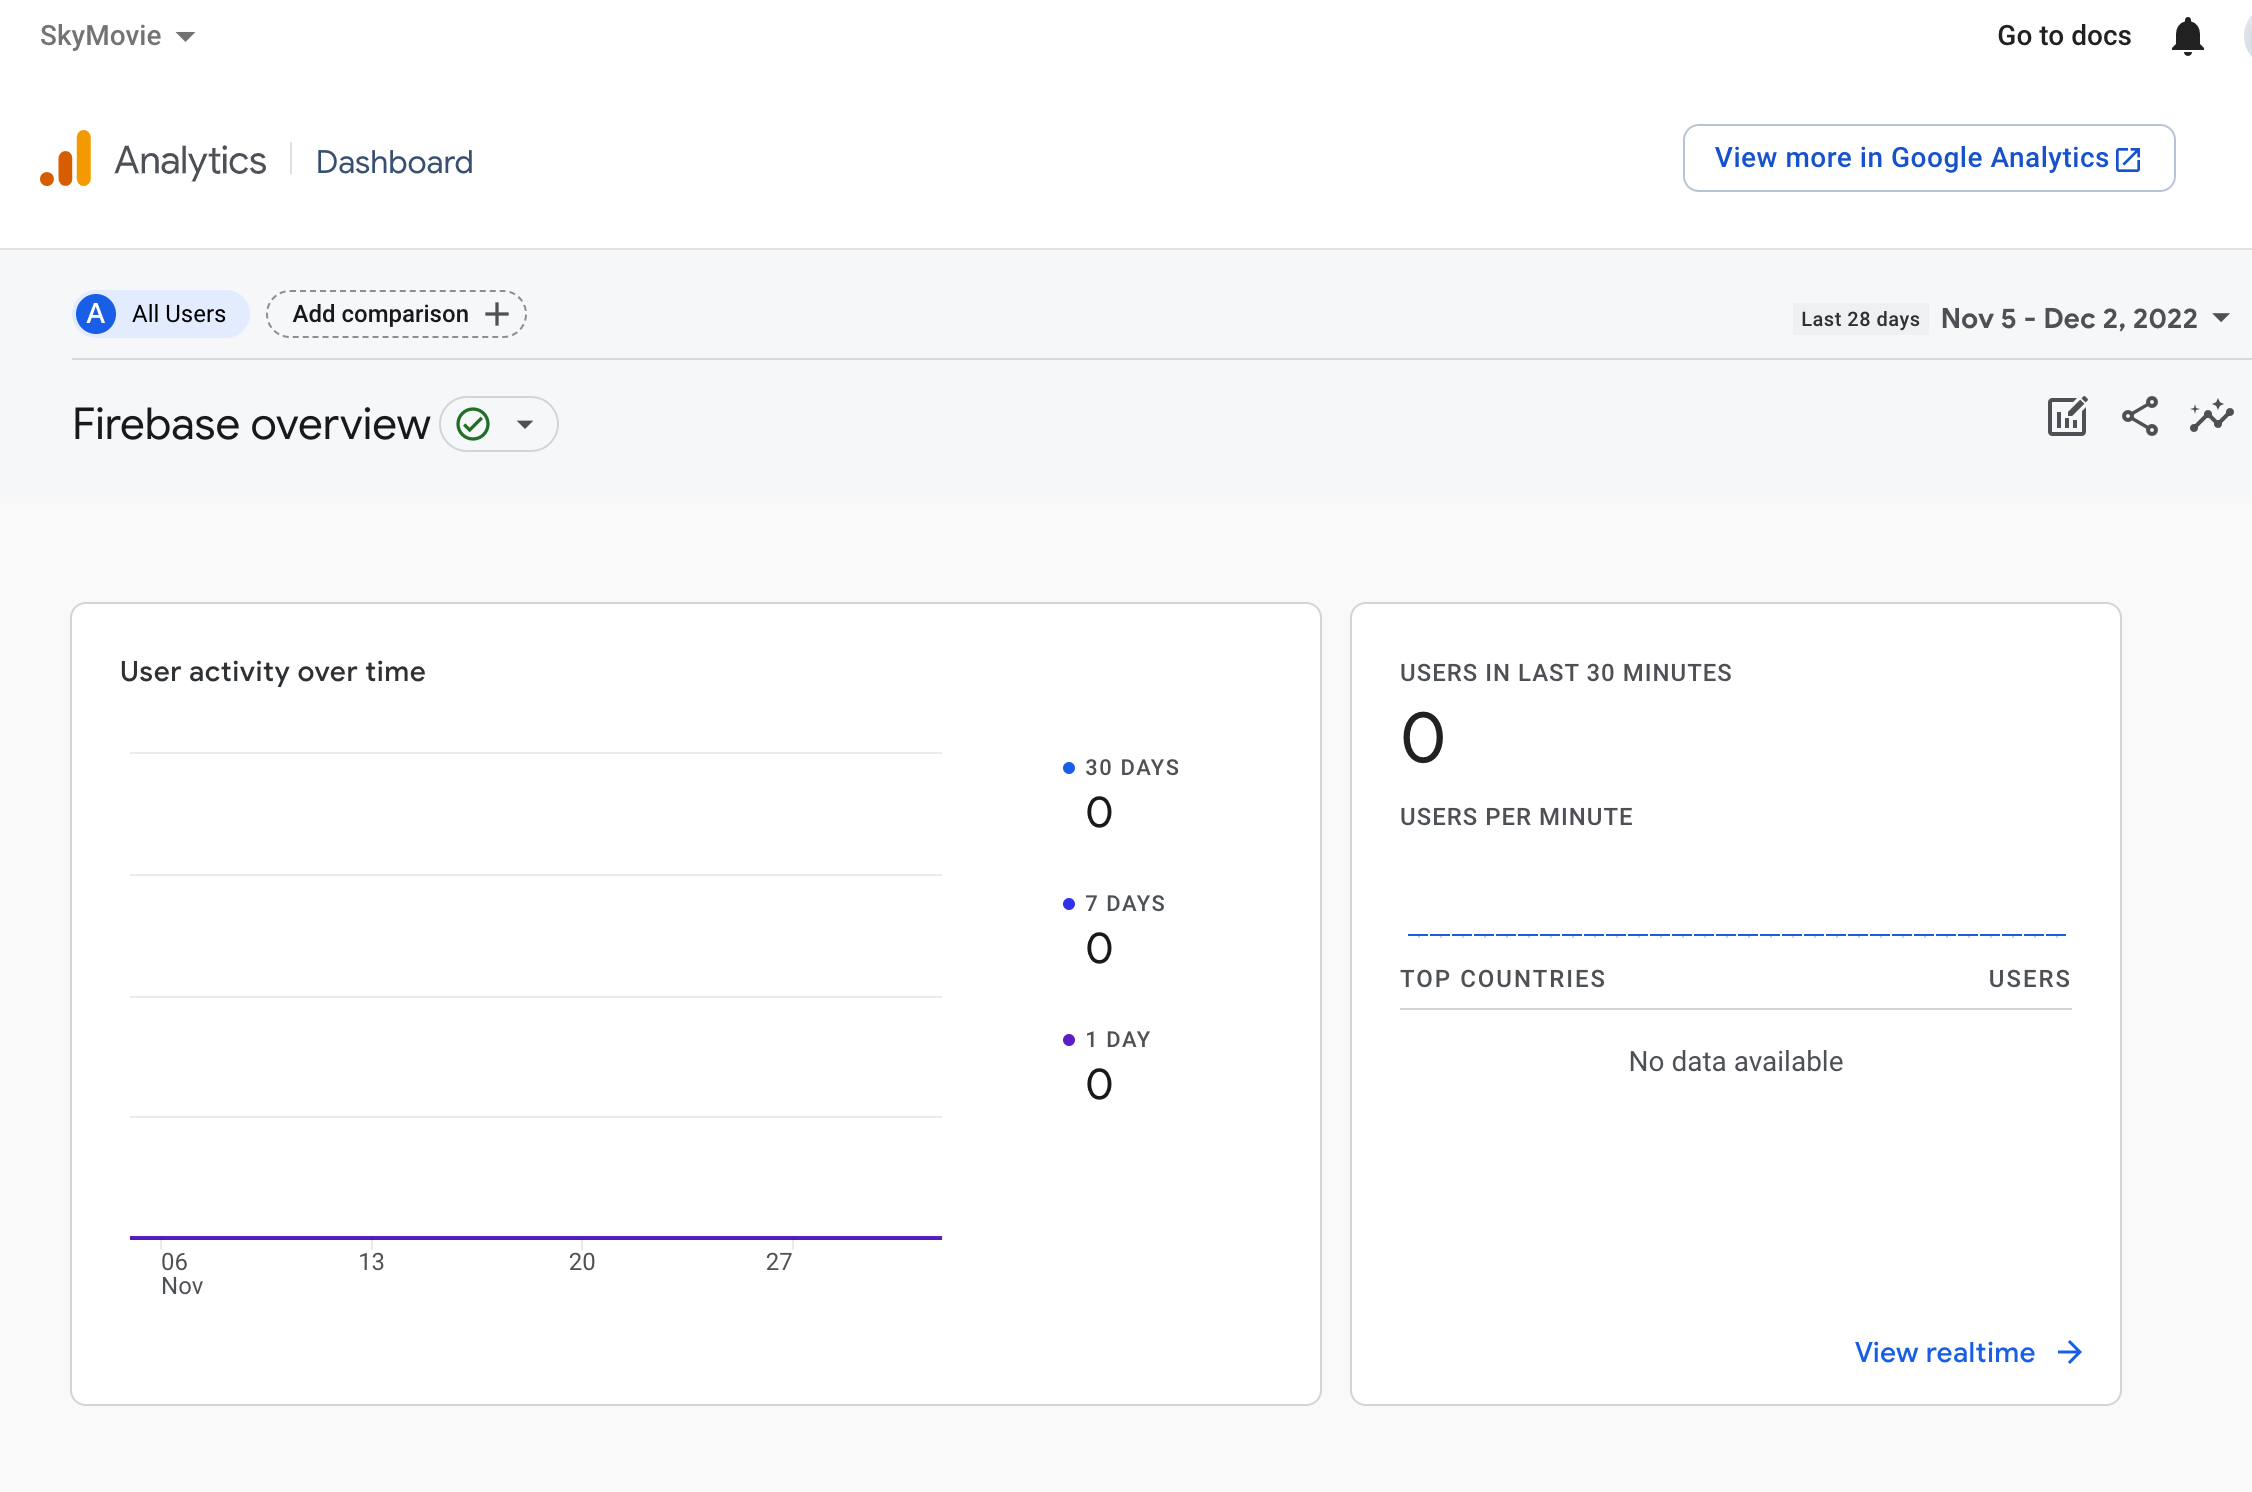 SkyMovie
Go to docs
Analytics
Dashboard
View more in Google Analytics
A
All Users
Add comparison
Last 28 days
Nov 5 - Dec 2, 2022
Firebase overview
User activity over time
30 DAYS
0
7 DAYS
0
1 DAY
0
06
Nov
13
20
27
USERS IN LAST 30 MINUTES
0
USERS PER MINUTE
TOP COUNTRIES
USERS
No data available
View realtime